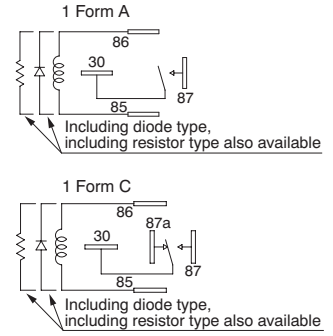 1 Form A
86
30
87
85
Including diode type,
including resistor type also available
1 Form C
86
87a
30
87
85
Including diode type,
including resistor type also available